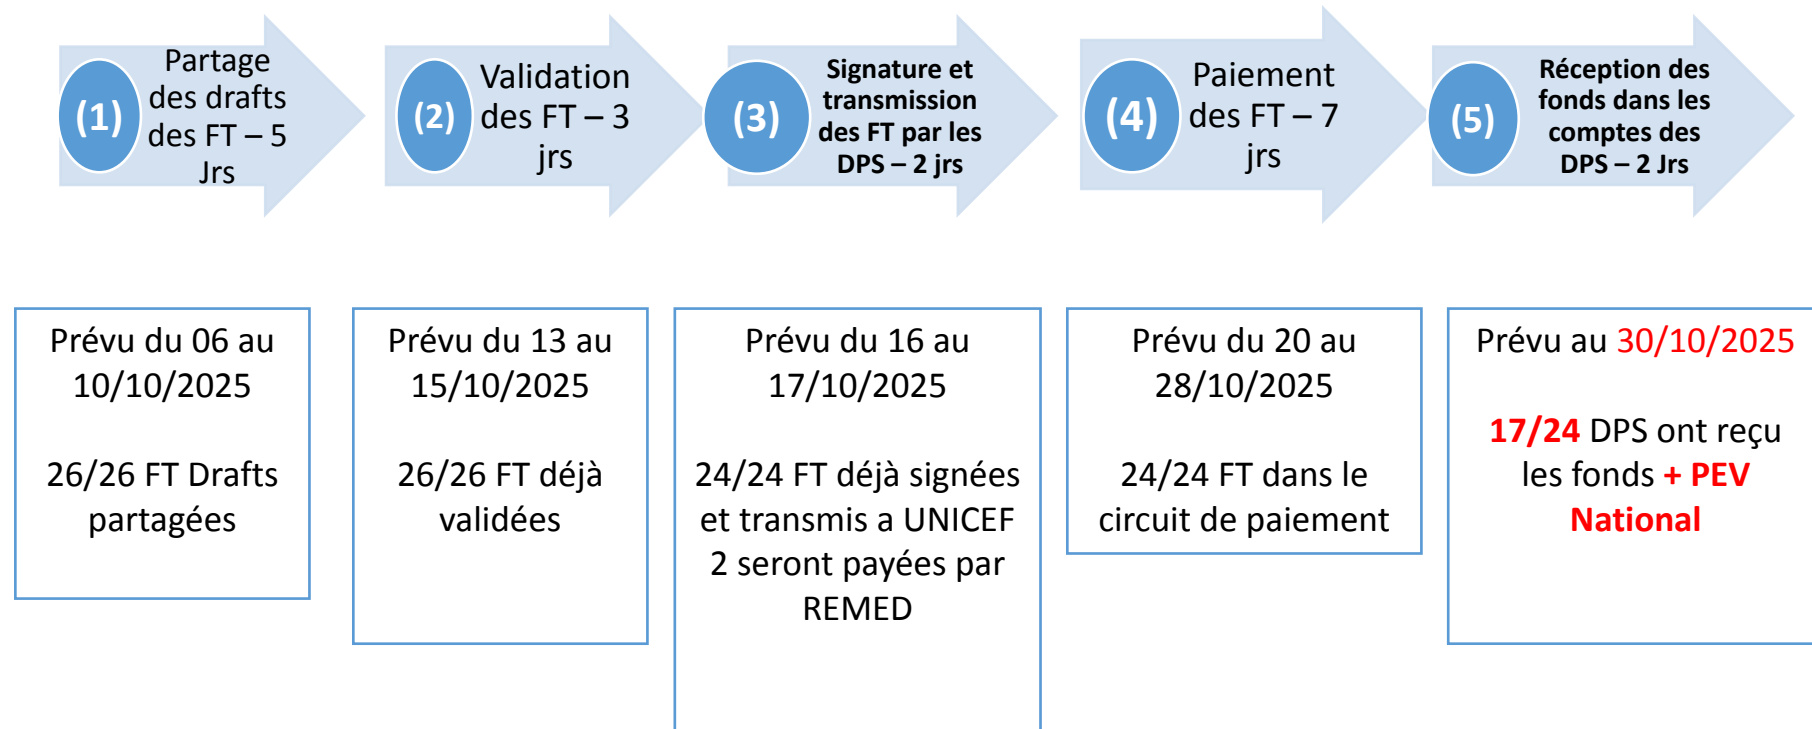 (1)
Partage
des drafts
des FT – 5
Jrs
(2)
Validation
des FT – 3
jrs
(3)
Signature et
transmission
des FT par les
DPS – 2 jrs
(4)
Paiement
des FT – 7
jrs
(5)
Réception des
fonds dans les
comptes des
DPS – 2 Jrs
Prévu du 06 au
10/10/2025
26/26 FT Drafts
partagées
Prévu du 13 au
15/10/2025
26/26 FT déjà
validées
Prévu du 16 au
17/10/2025
24/24 FT déjà signées
et transmis a UNICEF
2 seront payées par
REMED
Prévu du 20 au
28/10/2025
24/24 FT dans le
circuit de paiement
Prévu au 30/10/2025
17/24 DPS ont reçu
les fonds + PEV
National